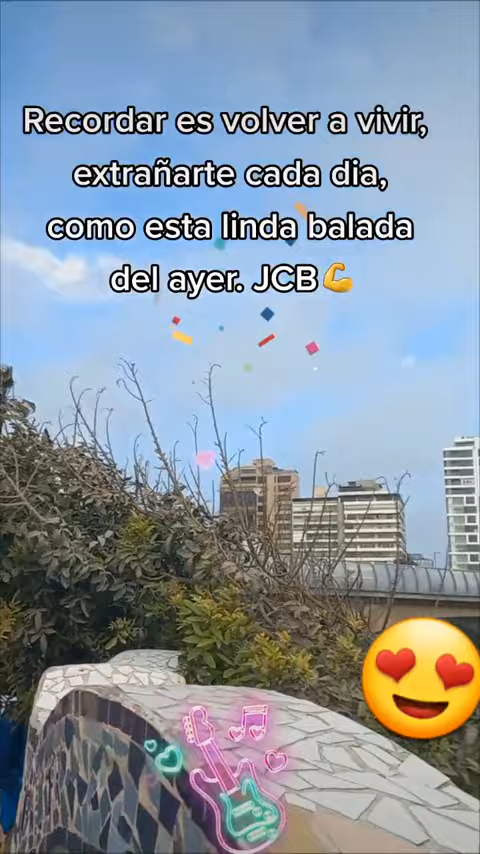 Recordar es volver a vivir,
extrañarte cada dia,
como esta linda balada
del ayer. JCB💪